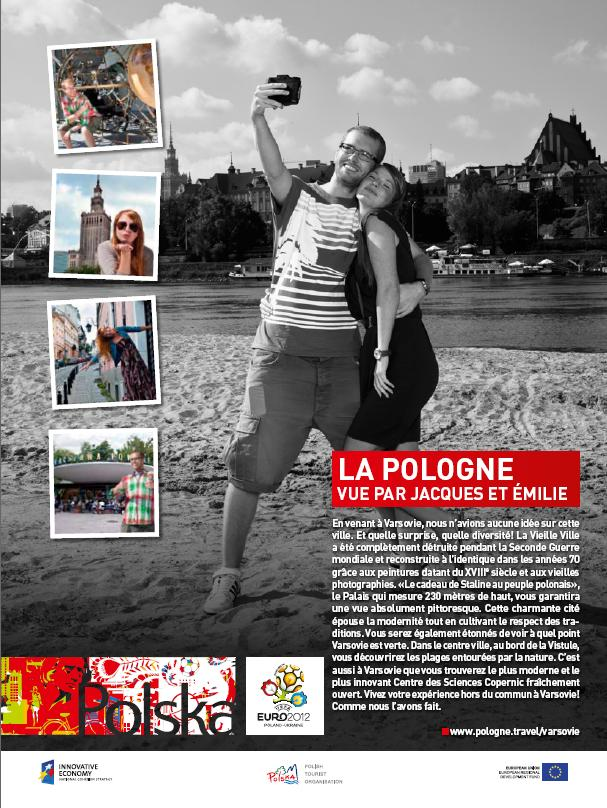 LA POLOGNE
VUE PAR JACQUES ET ÉMILIE
En venant à Varsovie, nous n'avions aucune idée sur cette
ville. Et quelle surprise, quelle diversité! La Vieille Ville
a été complètement détruite pendant la Seconde Guerre
mondiale et reconstruite à l'identique dans les années 70
grâce aux peintures datant du XVIIIe siècle et aux vieilles
photographies. «Le cadeau de Staline au peuple polonais»,
le Palais qui mesure 230 mètres de haut, vous garantira
une vue absolument pittoresque. Cette charmante cité
épouse la modernité tout en cultivant le respect des tra-
ditions. Vous serez également étonnés de voir à quel point
Varsovie est verte. Dans le centre ville, au bord de la Vistule,
vous découvrirez les plages entourées par la nature. C'est
aussi à Varsovie que vous trouverez le plus moderne et le
plus innovant Centre des Sciences Copernic fraîchement
ouvert. Vivez votre expérience hors du commun à Varsovie!
Comme nous l'avons fait.
www.pologne.travel/varsovie
Polska
UEFA
EURO2012
POLAND-UKRAINE
INNOVATIVE
ECONOMY
NATIONAL COHESION STRATEGY
Polska
POLISH
TOURIST
ORGANISATION
EUROPEAN UNION
EUROPEAN REGIONAL
DEVELOPMENT FUND